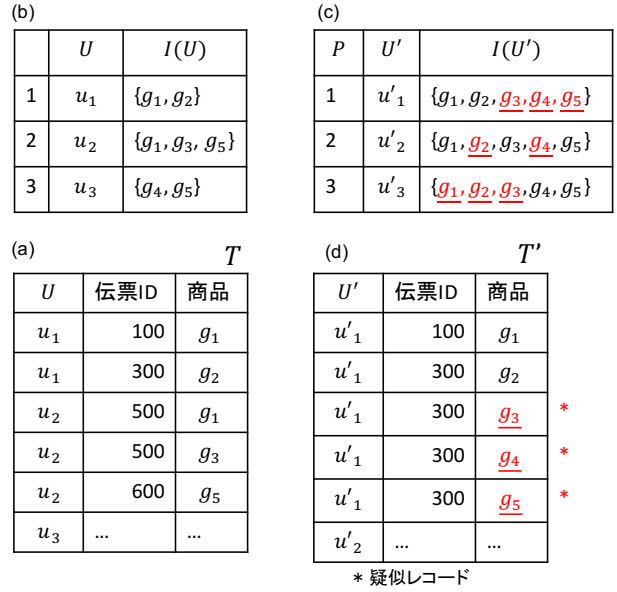 (b)
U I(U)
1 u₁ {g₁, g₂}
2 u₂ {g₁, g₃, g₅}
3 u₃ {g₄, g₅}
(c)
P U′ I(U′)
1 u′₁ {g₁, g₂, g₃, g₄, g₅}
2 u′₂ {g₁, g₂, g₃, g₄, g₅}
3 u′₃ {g₁, g₂, g₃, g₄, g₅}
(a) T
U 伝票ID 商品
u₁ 100 g₁
u₁ 300 g₂
u₂ 500 g₁
u₂ 500 g₃
u₂ 600 g₅
u₃ ... ...
(d) T’
U′ 伝票ID 商品
u′₁ 100 g₁
u′₁ 300 g₂
u′₁ 300 g₃ *
u′₁ 300 g₄ *
u′₁ 300 g₅ *
u′₂ ... ...
* 疑似レコード